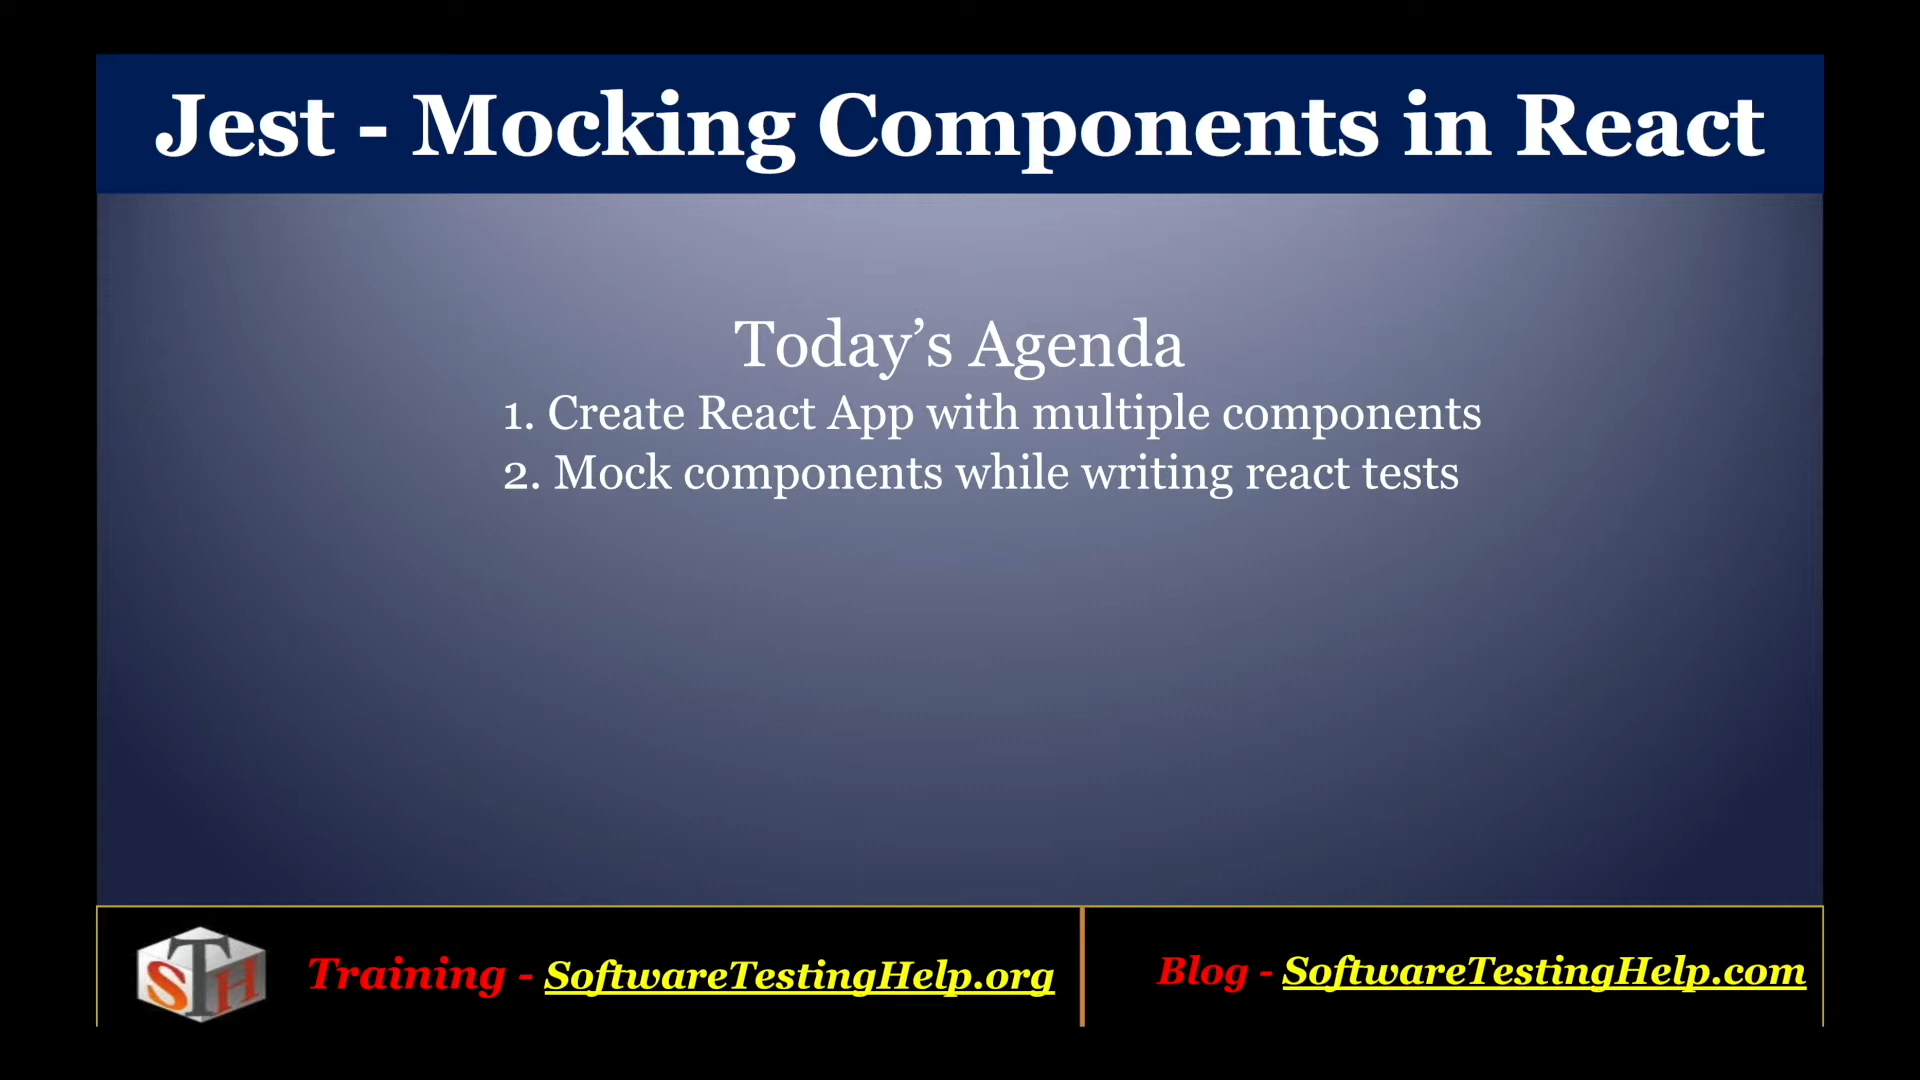 Jest - Mocking Components in React
Today’s Agenda
1. Create React App with multiple components
2. Mock components while writing react tests
STH
Training - SoftwareTestingHelp.org
Blog - SoftwareTestingHelp.com